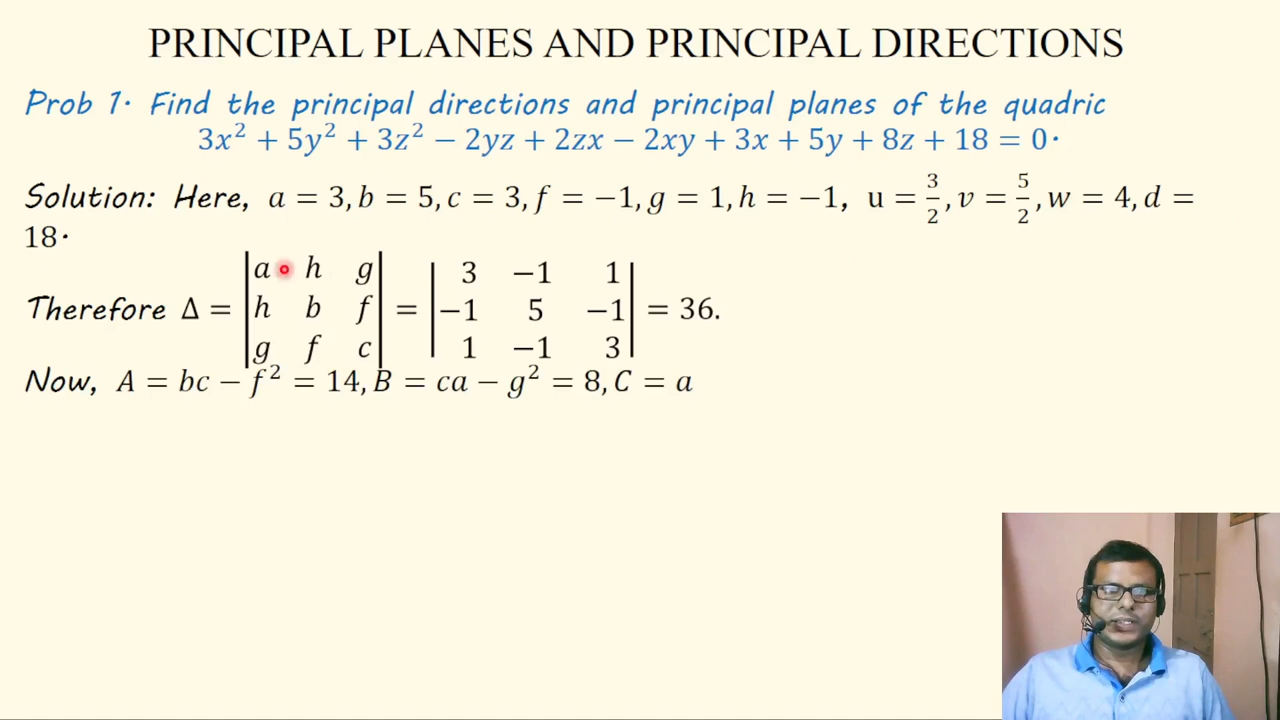 PRINCIPAL PLANES AND PRINCIPAL DIRECTIONS
Prob 1. Find the principal directions and principal planes of the quadric
3x² + 5y² + 3z² − 2yz + 2zx − 2xy + 3x + 5y + 8z + 18 = 0.
Solution: Here, a = 3, b = 5, c = 3, f = −1, g = 1, h = −1, u = 3/2, v = 5/2, w = 4, d =
18.
Therefore Δ = |a h g; h b f; g f c| = |3 −1 1; −1 5 −1; 1 −1 3| = 36.
Now, A = bc − f² = 14, B = ca − g² = 8, C = a